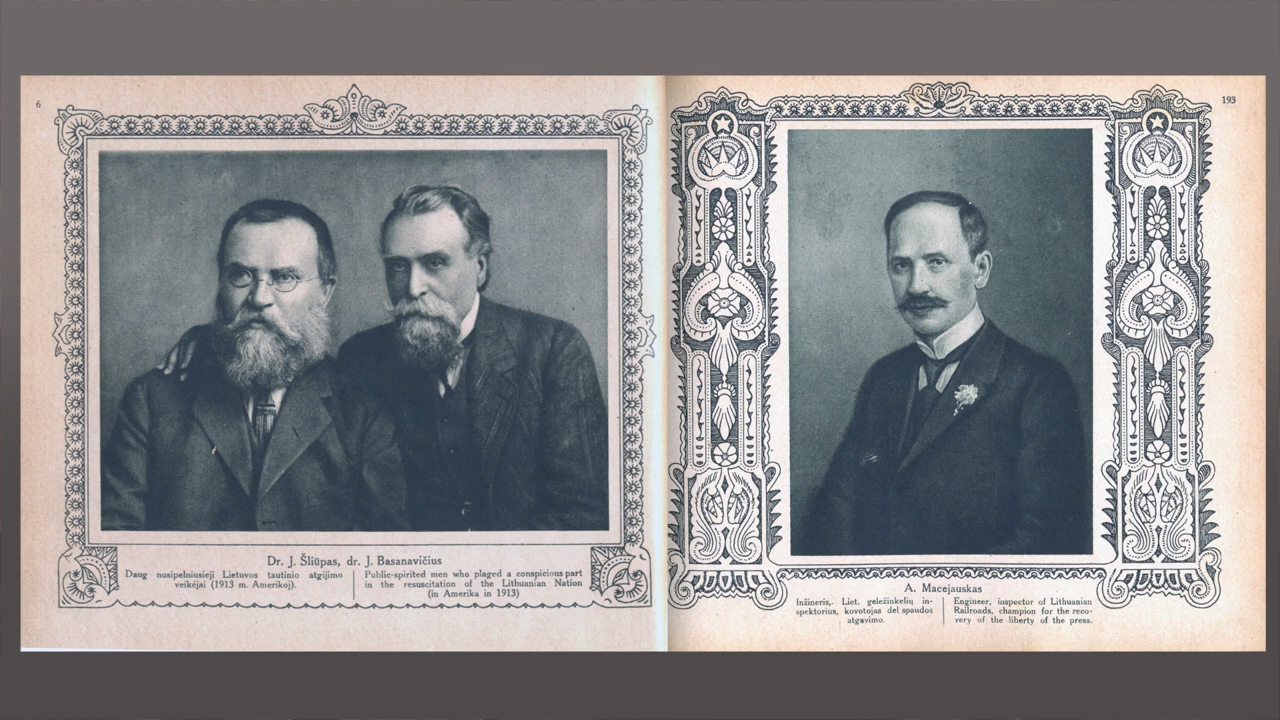 6
Dr. J. Šliūpas, dr. J. Basanavičius
Daug nusipelniusieji Lietuvos tautinio atgijimo
veikėjai (1913 m. Amerikoj).
Public-spirited men who plaged a conspicious part
in the resuscitation of the Lithuanian Nation
(in Amerika in 1913)
193
A. Macejauskas
Inžineris, Liet. geležinkelių in-
spektorius, kovotojas del spaudos
atgavimo.
Engineer, inspector of Lithuanian
Railroads, champion for the reco-
very of the liberty of the press.